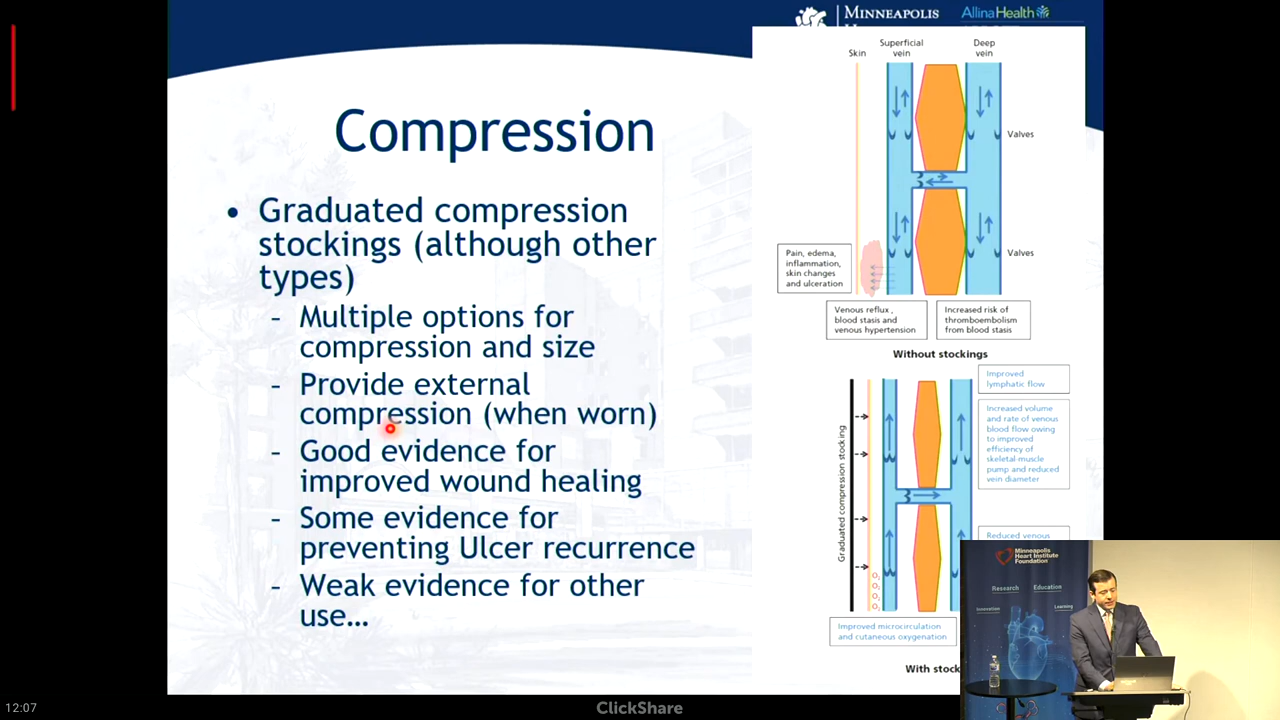 MINNEAPOLIS
AllinaHealth
Compression
• Graduated compression
stockings (although other
types)
- Multiple options for
compression and size
- Provide external
compression (when worn)
- Good evidence for
improved wound healing
- Some evidence for
preventing Ulcer recurrence
- Weak evidence for other
use…
Superficial
vein
Deep
vein
Skin
Valves
Valves
Pain, edema,
inflammation,
skin changes
and ulceration
Venous reflux,
blood stasis and
venous hypertension
Increased risk of
thromboembolism
from blood stasis
Without stockings
Improved
lymphatic flow
Increased volume
and rate of venous
blood flow owing
to improved
efficiency of
skeletal-muscle
pump and reduced
vein diameter
Graduated compression stocking
Reduced venous
O₂
O₂
O₂
O₂
Improved microcirculation
and cutaneous oxygenation
With stock
Minneapolis
Heart Institute
Foundation
Research
Education
Innovation
Learning
12:07
ClickShare